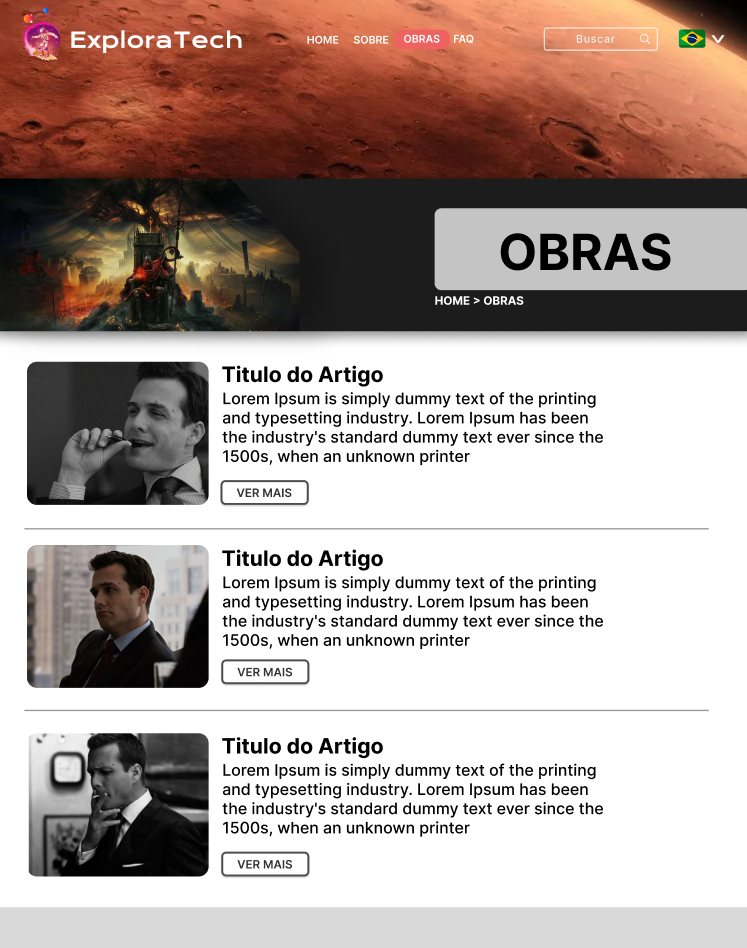 ExploraTech
HOME SOBRE OBRAS FAQ
Buscar
OBRAS
HOME > OBRAS
Titulo do Artigo
Lorem Ipsum is simply dummy text of the printing
and typesetting industry. Lorem Ipsum has been
the industry's standard dummy text ever since the
1500s, when an unknown printer
VER MAIS
Titulo do Artigo
Lorem Ipsum is simply dummy text of the printing
and typesetting industry. Lorem Ipsum has been
the industry's standard dummy text ever since the
1500s, when an unknown printer
VER MAIS
Titulo do Artigo
Lorem Ipsum is simply dummy text of the printing
and typesetting industry. Lorem Ipsum has been
the industry's standard dummy text ever since the
1500s, when an unknown printer
VER MAIS